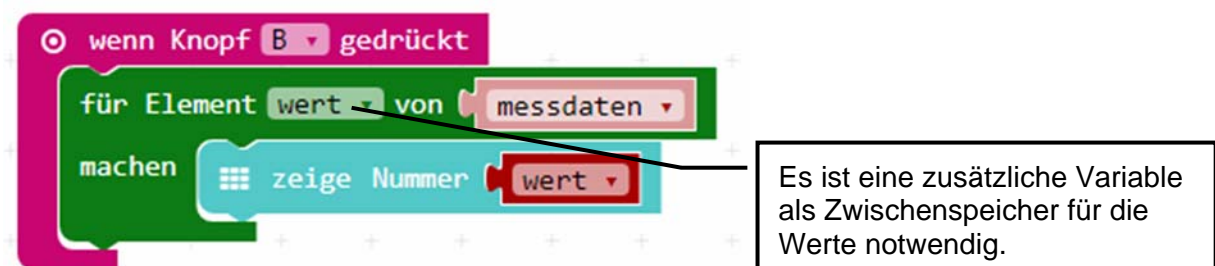 wenn Knopf B gedrückt
für Element wert von messdaten
machen zeige Nummer wert
Es ist eine zusätzliche Variable
als Zwischenspeicher für die
Werte notwendig.